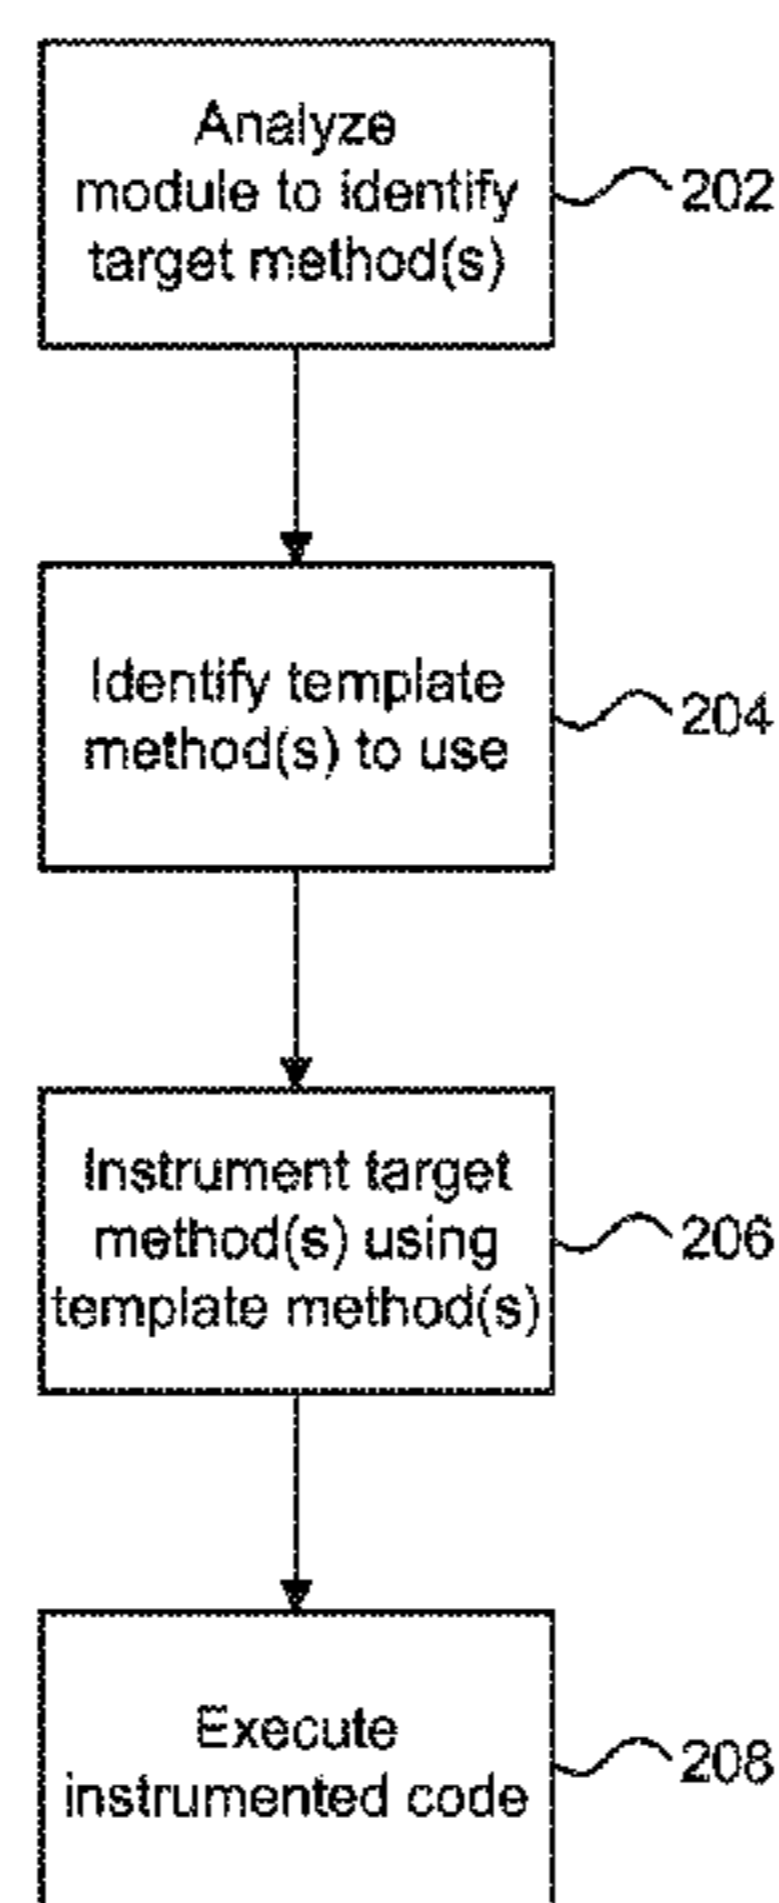 Analyze
module to identify
target method(s)
202
Identify template
method(s) to use
204
Instrument target
method(s) using
template method(s)
206
Execute
instrumented code
208